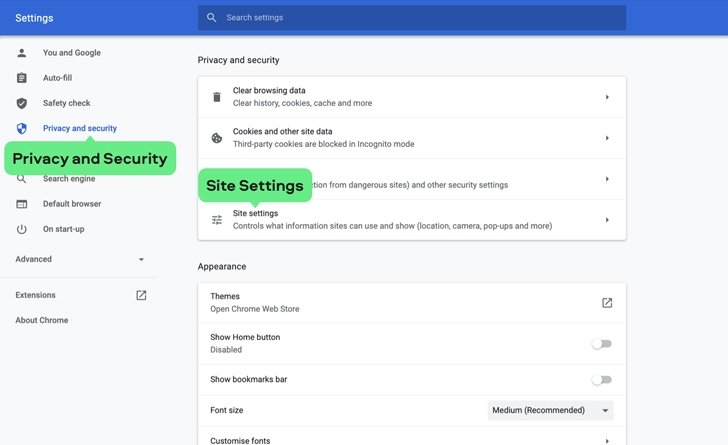 Settings
Search settings
You and Google
Auto-fill
Safety check
Privacy and security
Privacy and Security
Search engine
Default browser
On start-up
Advanced
Extensions
About Chrome
Privacy and security
Clear browsing data
Clear history, cookies, cache and more
Cookies and other site data
Third-party cookies are blocked in Incognito mode
Site Settings
from dangerous sites) and other security settings
Site settings
Controls what information sites can use and show (location, camera, pop-ups and more)
Appearance
Themes
Open Chrome Web Store
Show Home button
Disabled
Show bookmarks bar
Font size
Medium (Recommended)
Customise fonts